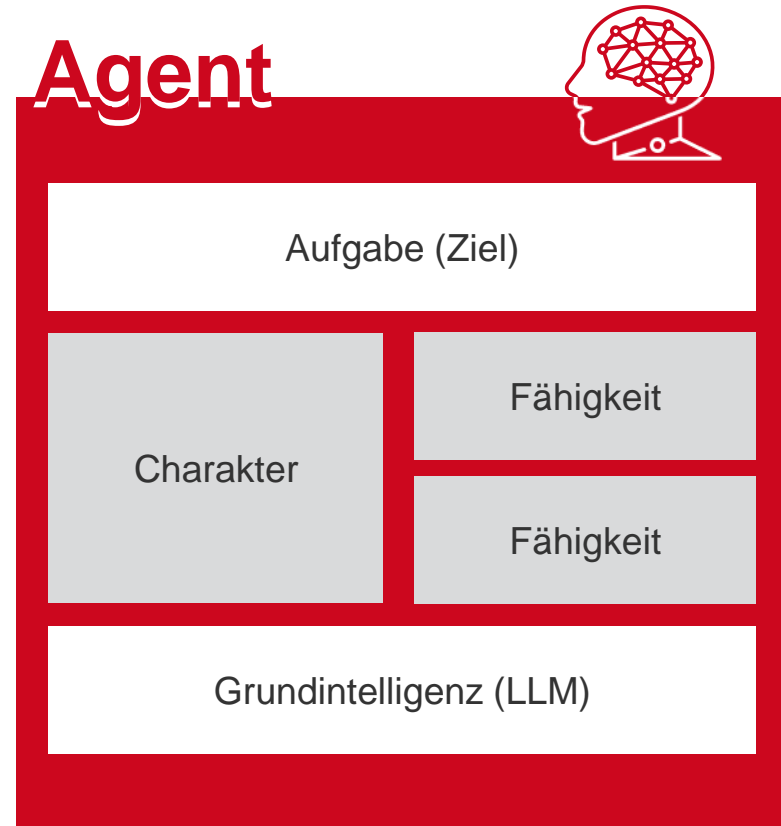 Agent
Aufgabe (Ziel)
Charakter
Fähigkeit
Fähigkeit
Grundintelligenz (LLM)